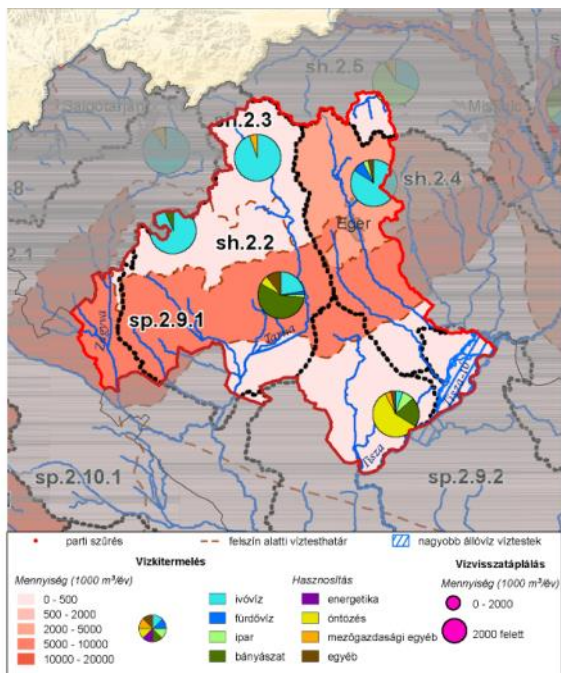 sh.2.5
Salgótarján
sh.2.3
sh.2.4
Eger
.8
sh.2.2
2.1
sp.2.9.1
Zagyva
Tarna
Tisza
sp.2.10.1
sp.2.9.2
parti szűrés
felszín alatti víztesthatár
nagyobb állóvíz víztestek
Vízkitermelés
Vízvisszatáplálás
Mennyiség (1000 m³/év)
Hasznosítás
Mennyiség (1000 m³/év)
0 - 500
ivóvíz
energetika
0 - 2000
500 - 2000
fürdővíz
öntözés
2000 - 5000
ipar
mezőgazdasági egyéb
2000 felett
5000 - 10000
bányászat
egyéb
10000 - 20000